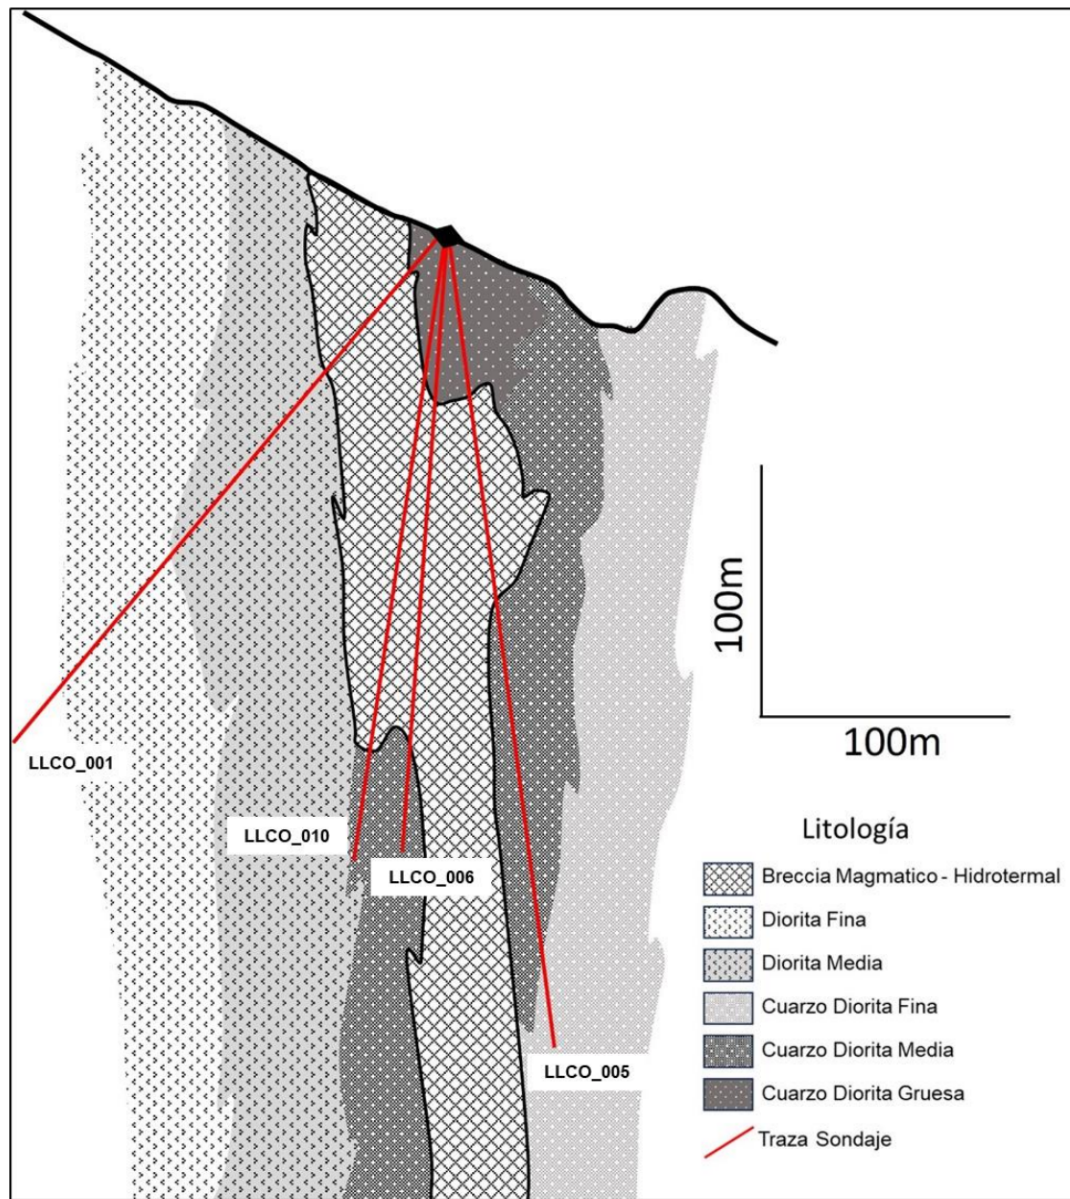 100m
100m
LLCO_001
LLCO_010
LLCO_006
LLCO_005
Litología
Breccia Magmatico - Hidrotermal
Diorita Fina
Diorita Media
Cuarzo Diorita Fina
Cuarzo Diorita Media
Cuarzo Diorita Gruesa
Traza Sondaje